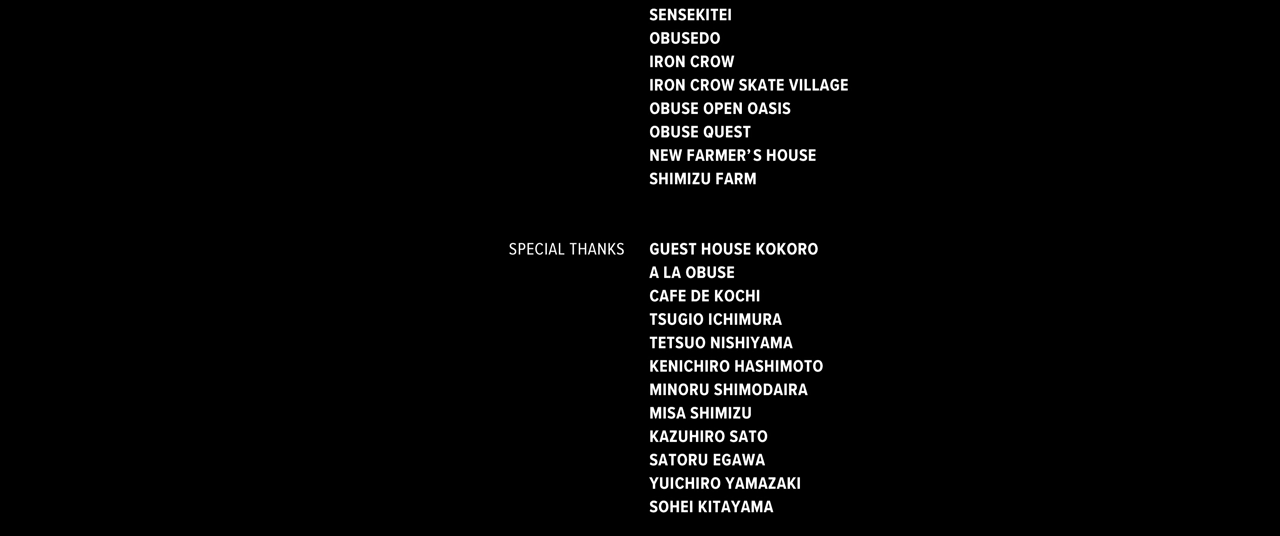 SENSEKITEI
OBUSEDO
IRON CROW
IRON CROW SKATE VILLAGE
OBUSE OPEN OASIS
OBUSE QUEST
NEW FARMER’S HOUSE
SHIMIZU FARM
SPECIAL THANKS GUEST HOUSE KOKORO
A LA OBUSE
CAFE DE KOCHI
TSUGIO ICHIMURA
TETSUO NISHIYAMA
KENICHIRO HASHIMOTO
MINORU SHIMODAIRA
MISA SHIMIZU
KAZUHIRO SATO
SATORU EGAWA
YUICHIRO YAMAZAKI
SOHEI KITAYAMA